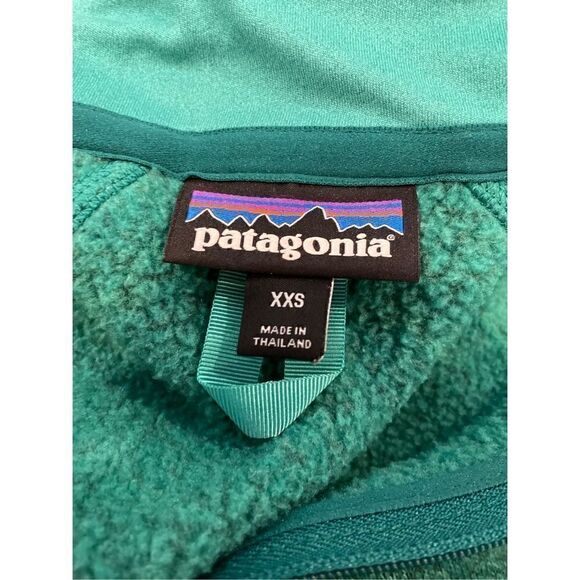 patagonia®
XXS
MADE IN
THAILAND